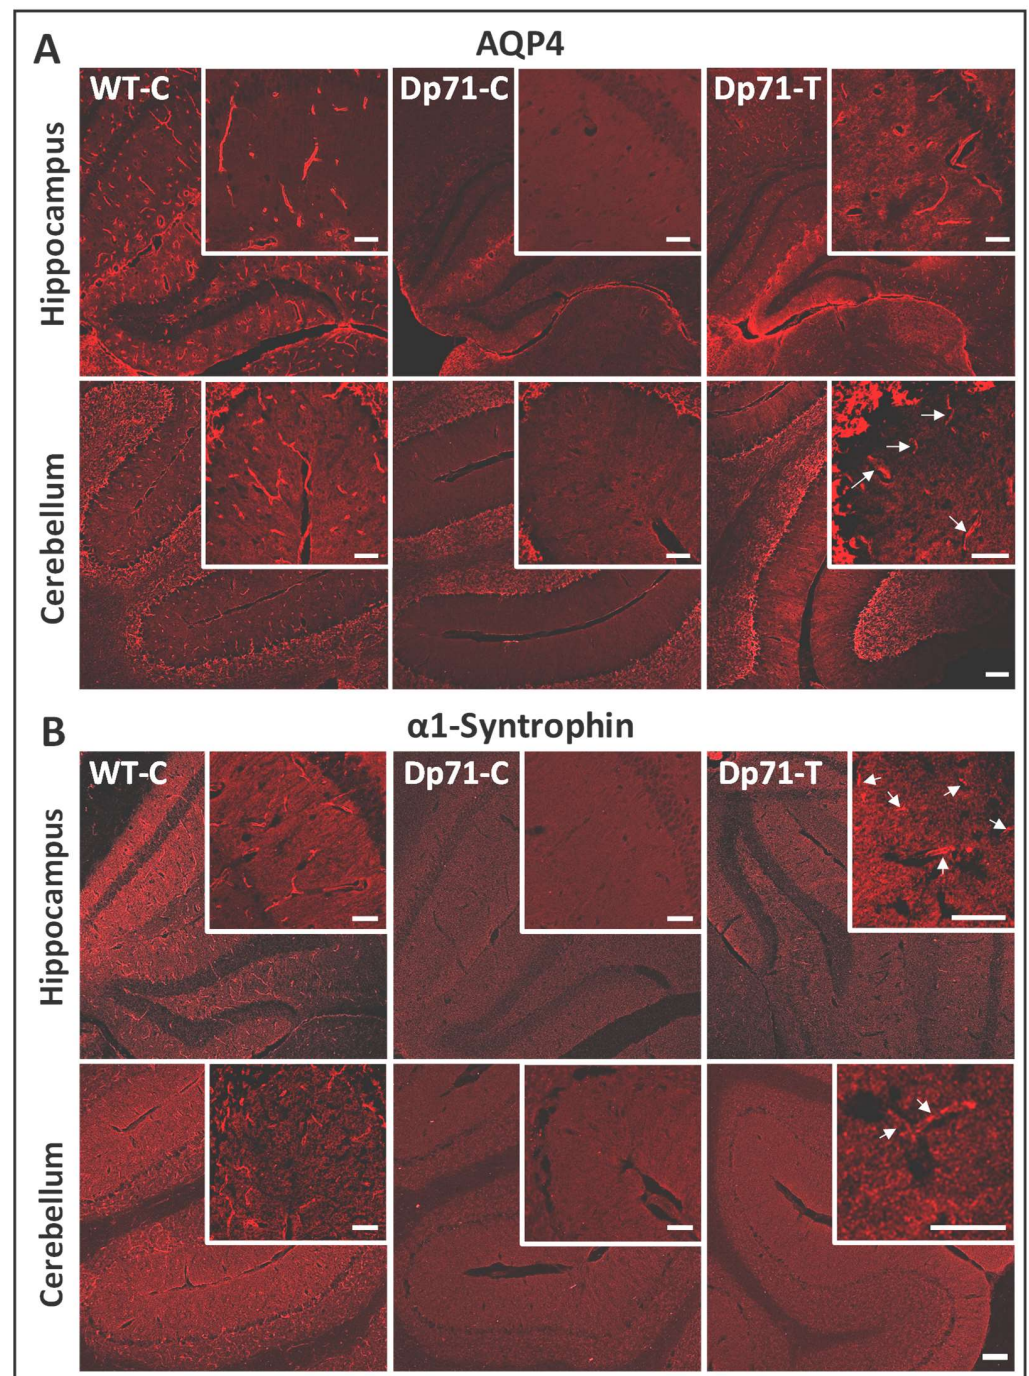 A
AQP4
WT-C
Dp71-C
Dp71-T
Hippocampus
Cerebellum
B
α1-Syntrophin
WT-C
Dp71-C
Dp71-T
Hippocampus
Cerebellum